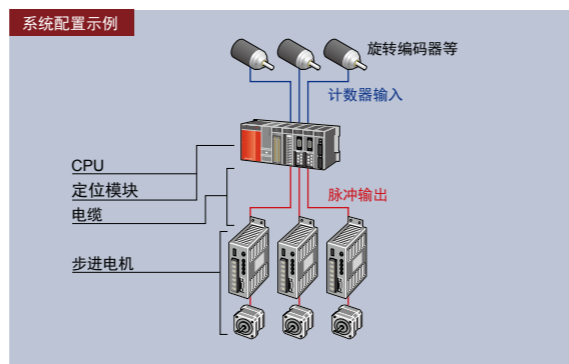 系统配置示例
旋转编码器等
计数器输入
CPU
定位模块
电缆
脉冲输出
步进电机